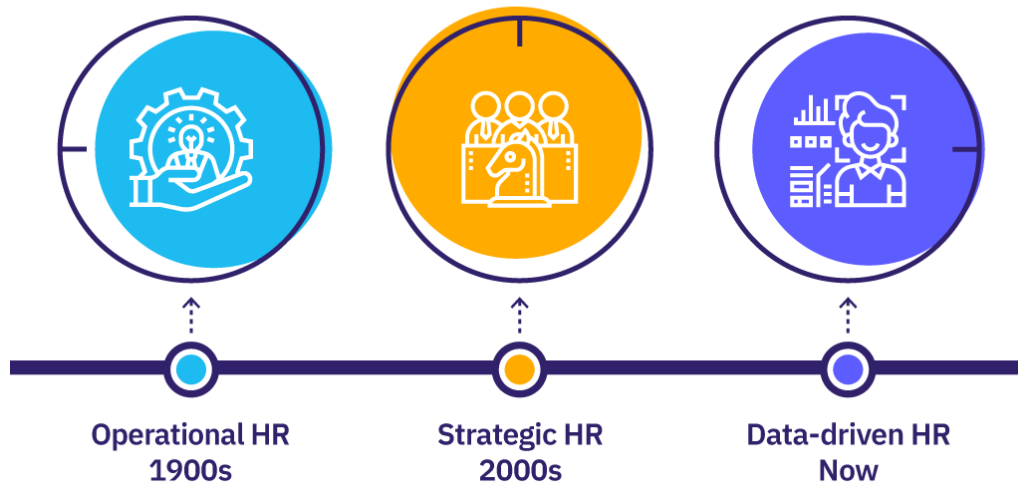 Operational HR
1900s
Strategic HR
2000s
Data-driven HR
Now